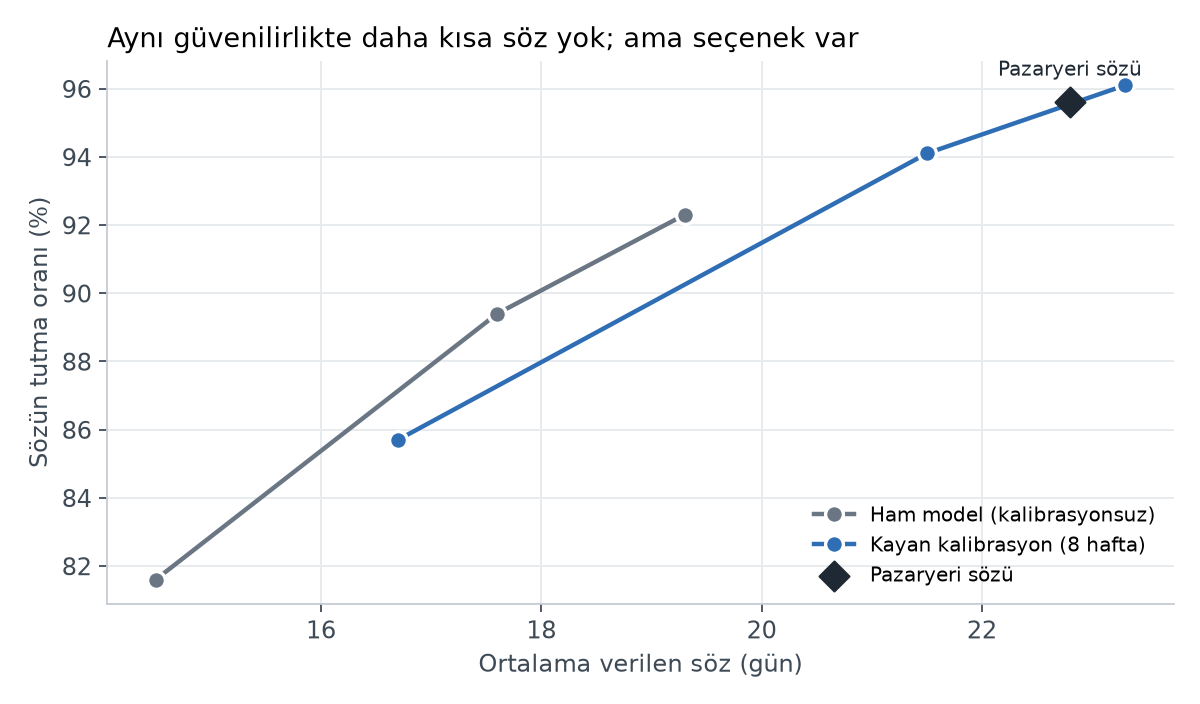 Aynı güvenilirlikte daha kısa söz yok; ama seçenek var
Pazaryeri sözü
Sözün tutma oranı (%)
96
94
92
90
88
86
84
82
Ham model (kalibrasyonsuz)
Kayan kalibrasyon (8 hafta)
Pazaryeri sözü
16
18
20
22
Ortalama verilen söz (gün)